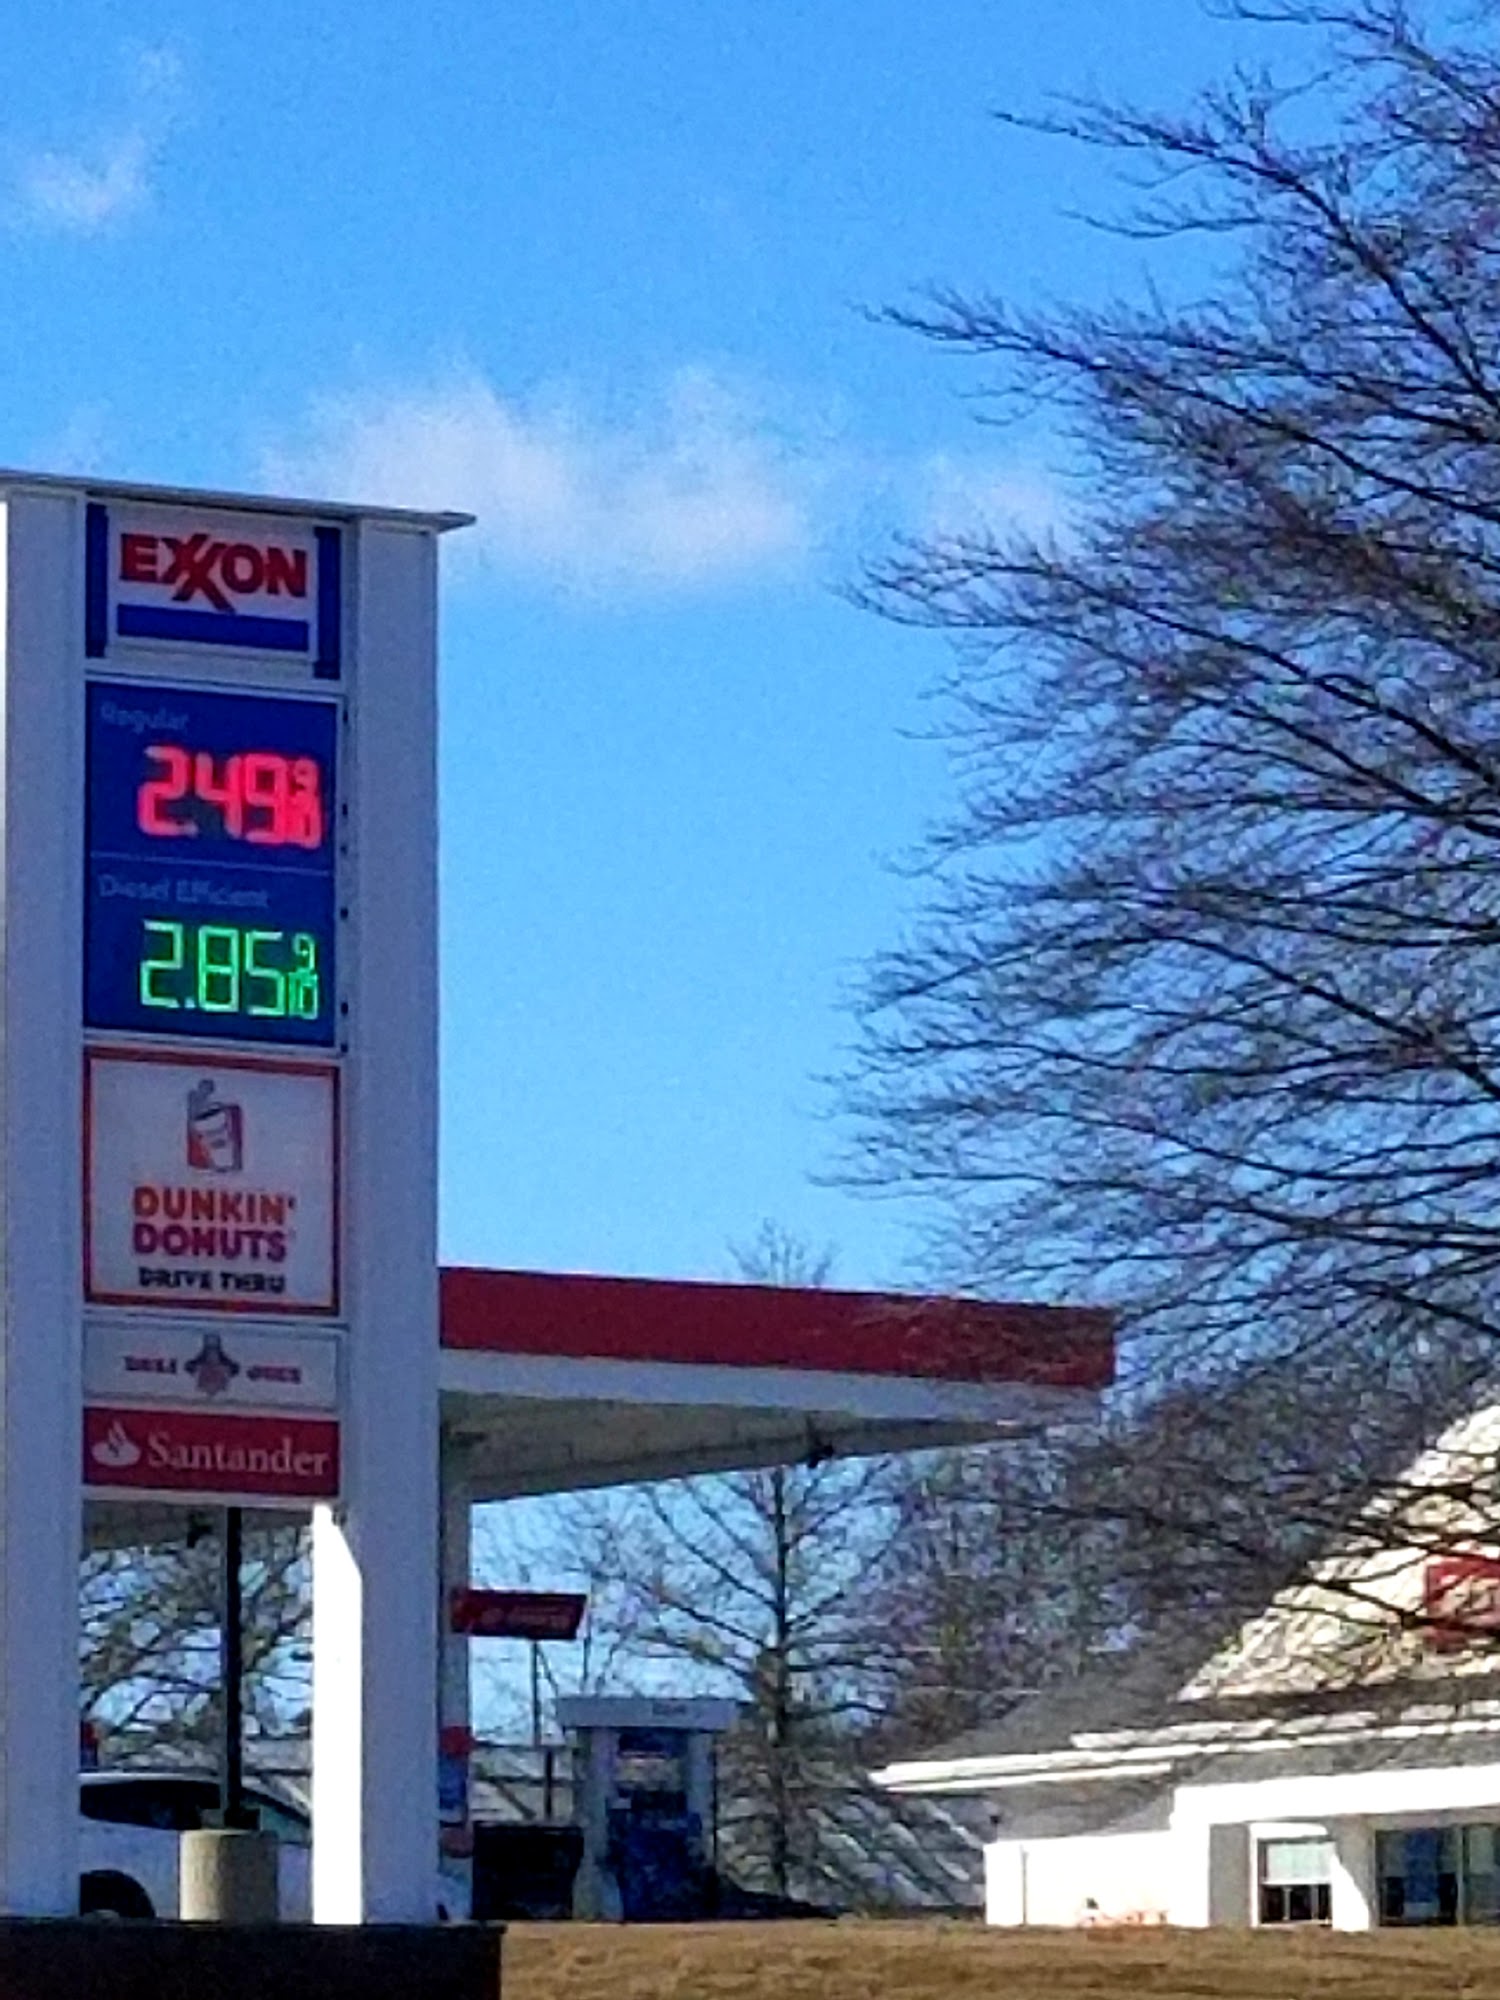 EXXON
Regular
2.49 9/10
Diesel Efficient
2.85 9/10
DUNKIN'
DONUTS
DRIVE THRU
Santander